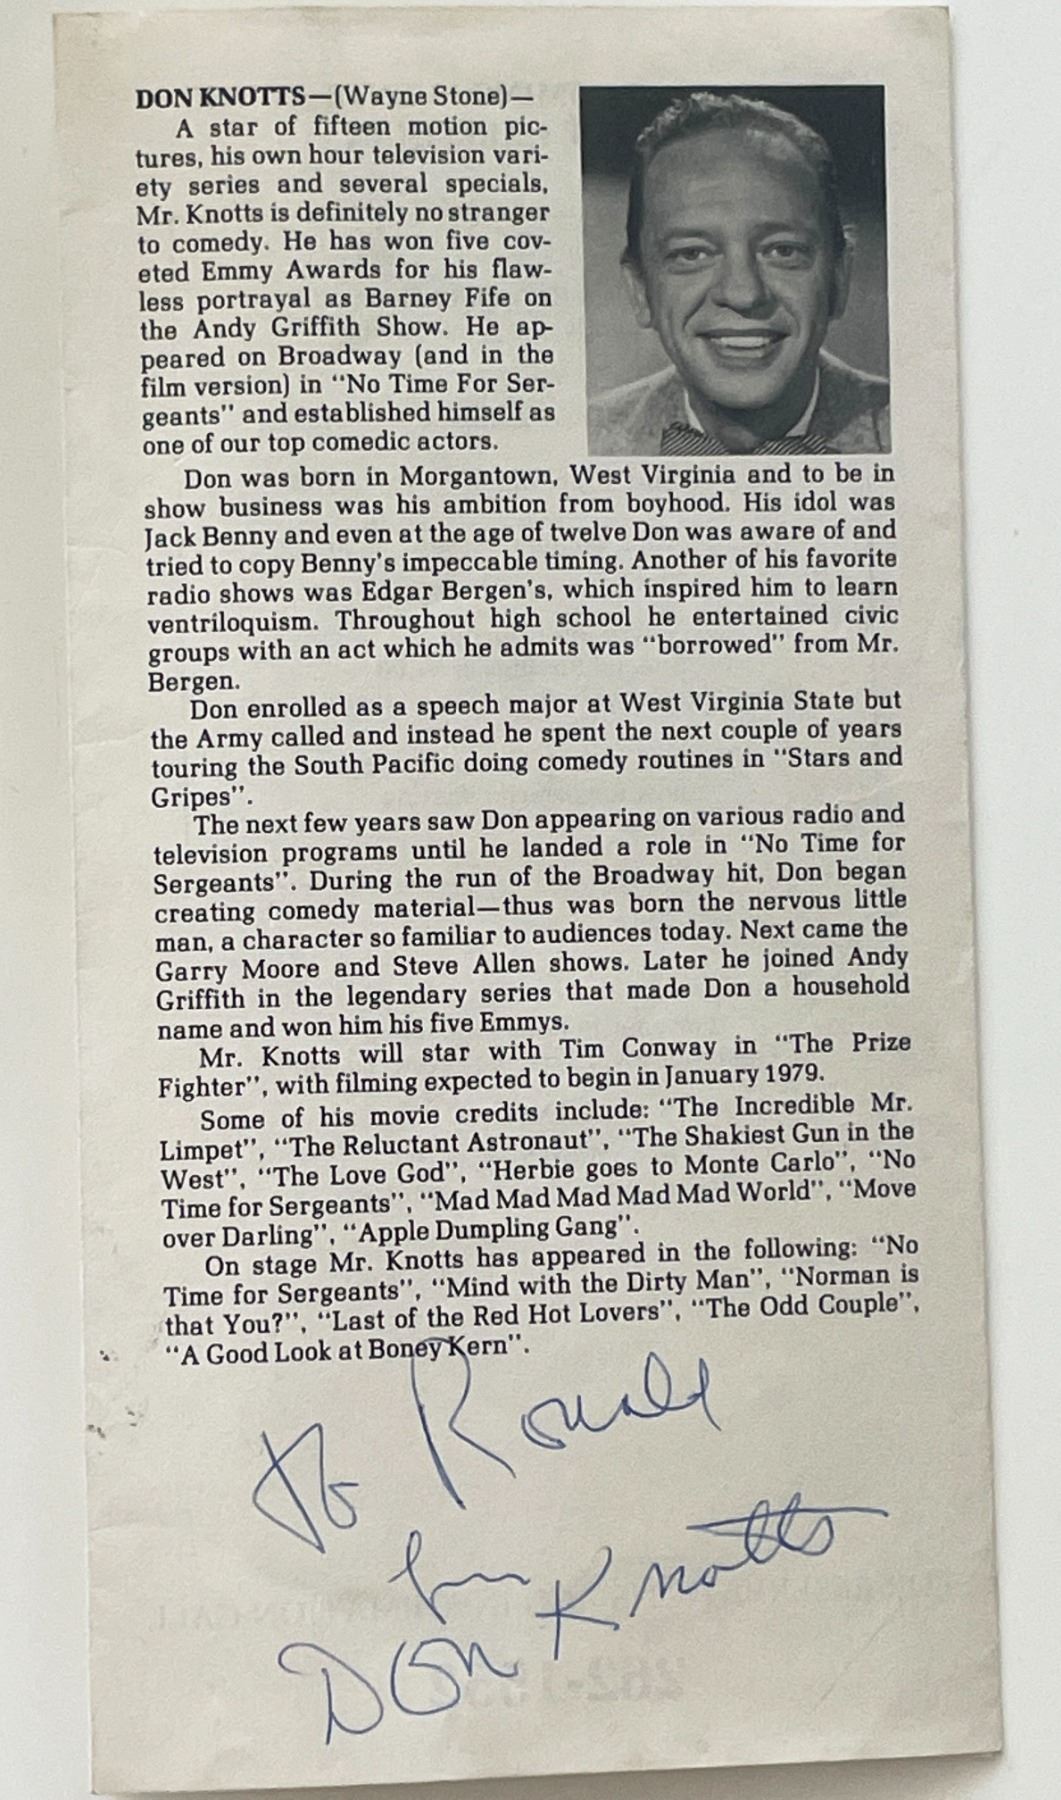 DON KNOTTS—(Wayne Stone)—
A star of fifteen motion pic-
tures, his own hour television vari-
ety series and several specials,
Mr. Knotts is definitely no stranger
to comedy. He has won five cov-
eted Emmy Awards for his flaw-
less portrayal as Barney Fife on
the Andy Griffith Show. He ap-
peared on Broadway (and in the
film version) in "No Time For Ser-
geants" and established himself as
one of our top comedic actors.
Don was born in Morgantown, West Virginia and to be in
show business was his ambition from boyhood. His idol was
Jack Benny and even at the age of twelve Don was aware of and
tried to copy Benny's impeccable timing. Another of his favorite
radio shows was Edgar Bergen's, which inspired him to learn
ventriloquism. Throughout high school he entertained civic
groups with an act which he admits was "borrowed" from Mr.
Bergen.
Don enrolled as a speech major at West Virginia State but
the Army called and instead he spent the next couple of years
touring the South Pacific doing comedy routines in "Stars and
Gripes".
The next few years saw Don appearing on various radio and
television programs until he landed a role in "No Time for
Sergeants". During the run of the Broadway hit, Don began
creating comedy material—thus was born the nervous little
man, a character so familiar to audiences today. Next came the
Garry Moore and Steve Allen shows. Later he joined Andy
Griffith in the legendary series that made Don a household
name and won him his five Emmys.
Mr. Knotts will star with Tim Conway in "The Prize
Fighter", with filming expected to begin in January 1979.
Some of his movie credits include: "The Incredible Mr.
Limpet", "The Reluctant Astronaut", "The Shakiest Gun in the
West", "The Love God", "Herbie goes to Monte Carlo", "No
Time for Sergeants", "Mad Mad Mad Mad Mad World", "Move
over Darling", "Apple Dumpling Gang".
On stage Mr. Knotts has appeared in the following: "No
Time for Sergeants", "Mind with the Dirty Man", "Norman is
that You?", "Last of the Red Hot Lovers", "The Odd Couple",
"A Good Look at Boney Kern".
To Ronald
from
Don Knotts